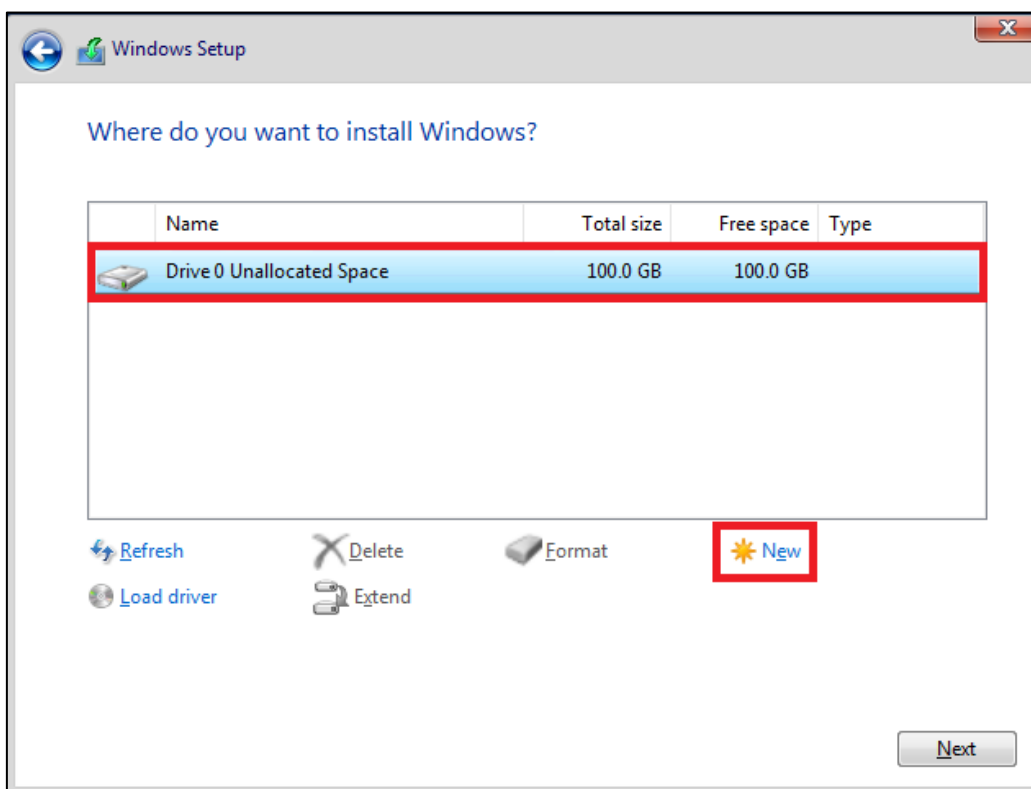 Windows Setup
Where do you want to install Windows?
Name Total size Free space Type
Drive 0 Unallocated Space 100.0 GB 100.0 GB
Refresh Delete Format New
Load driver Extend
Next